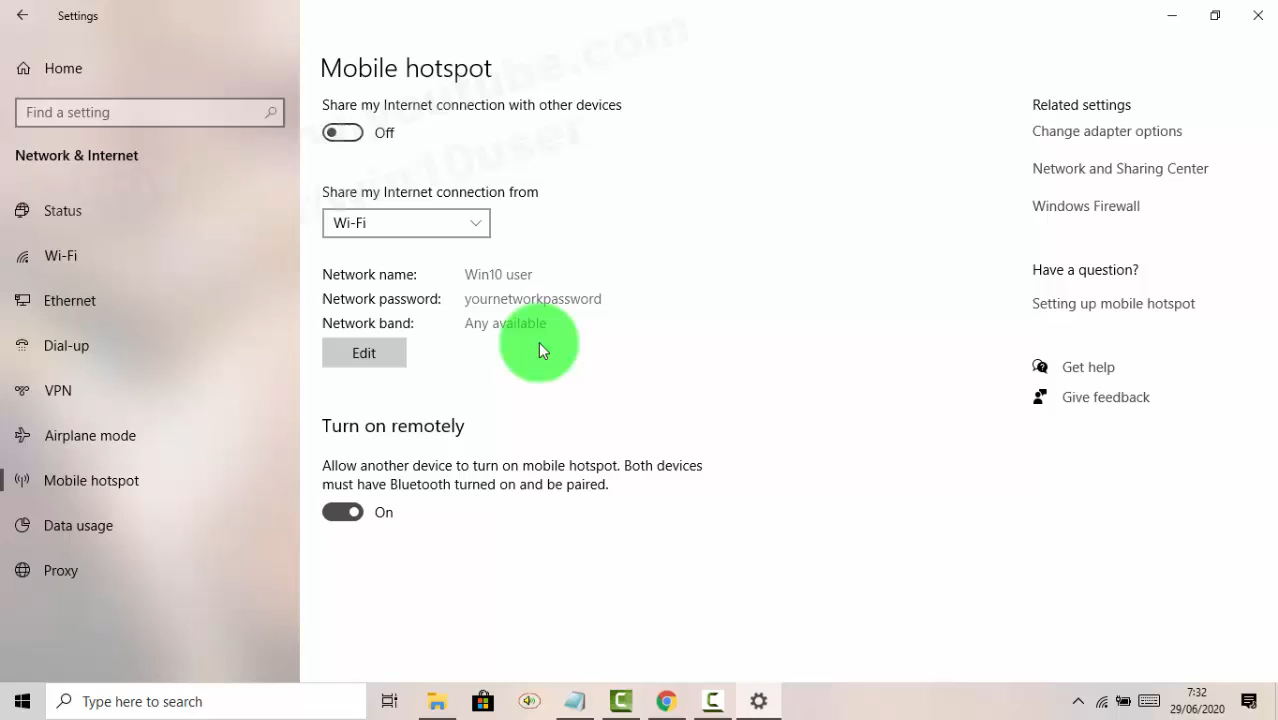 Settings
Home
Find a setting
Network & Internet
Status
Wi-Fi
Ethernet
Dial-up
VPN
Airplane mode
Mobile hotspot
Data usage
Proxy
Mobile hotspot
Share my Internet connection with other devices
Off
Share my Internet connection from
Wi-Fi
Network name: Win10 user
Network password: yournetworkpassword
Network band: Any available
Edit
Turn on remotely
Allow another device to turn on mobile hotspot. Both devices
must have Bluetooth turned on and be paired.
On
Related settings
Change adapter options
Network and Sharing Center
Windows Firewall
Have a question?
Setting up mobile hotspot
Get help
Give feedback
Type here to search
7:32
29/06/2020